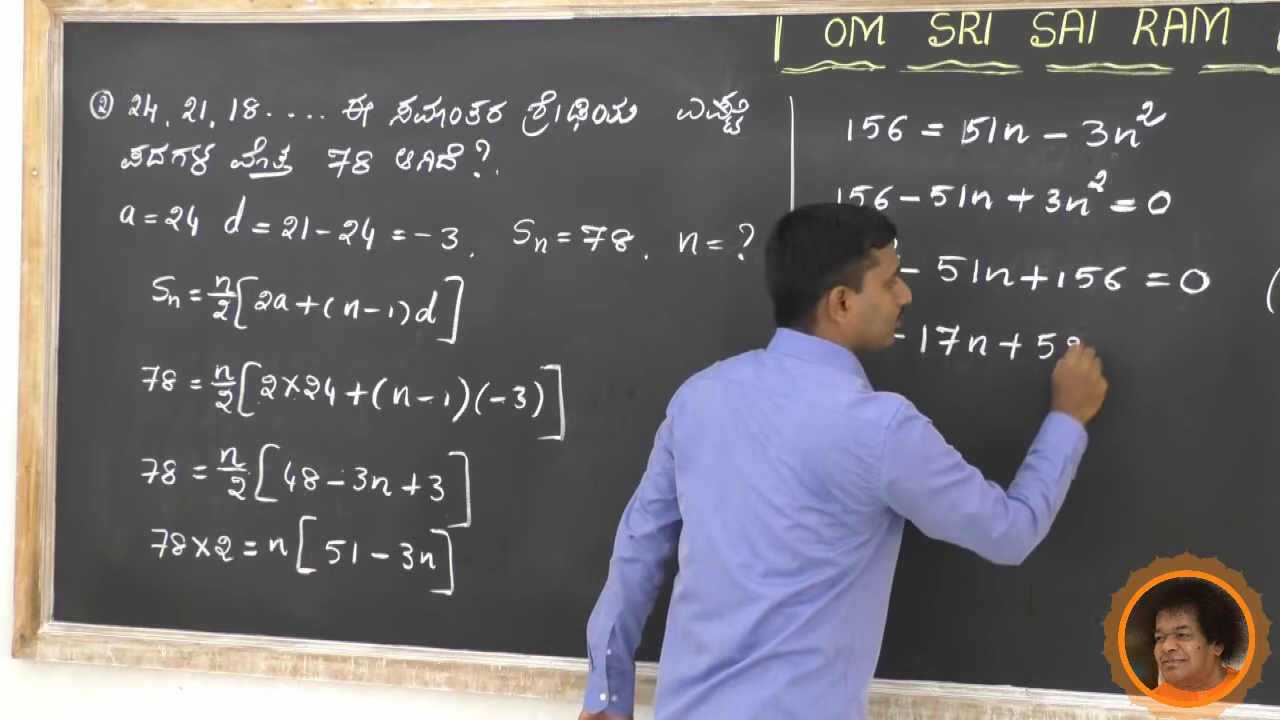 OM SRI SAI RAM
② 24, 21, 18.... ಈ ಸಮಾಂತರ ಶ್ರೇಢಿಯ ಎಷ್ಟು
ಪದಗಳ ಮೊತ್ತ 78 ಆಗಿದೆ?
a = 24 d = 21 - 24 = - 3. Sn = 78. n = ?
Sn = n/2 [2a + (n - 1) d]
78 = n/2 [2×24 + (n - 1)(-3)]
78 = n/2 [48 - 3n + 3]
78×2 = n [51 - 3n]
156 = 51n - 3n²
156 - 51n + 3n² = 0
- 51n + 156 = 0
- 17n + 5